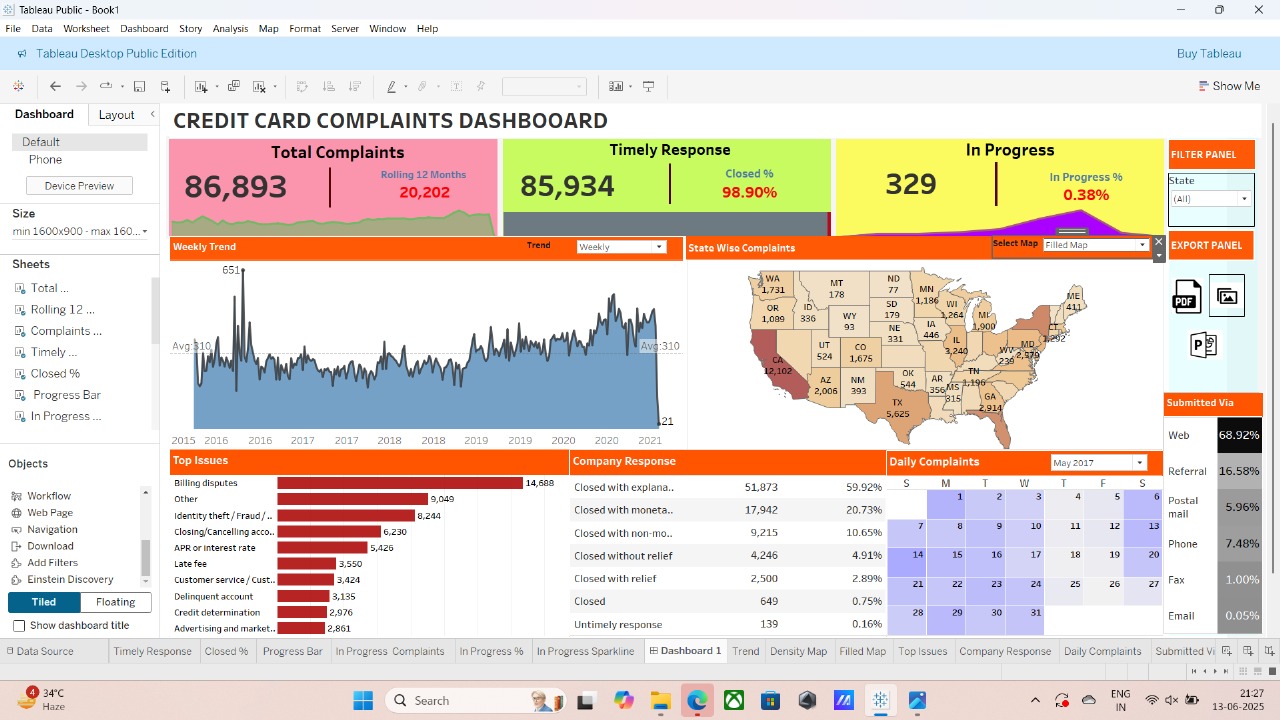 Tableau Public - Book1
File Data Worksheet Dashboard Story Analysis Map Format Server Window Help
Tableau Desktop Public Edition
Buy Tableau
Show Me
Dashboard Layout
Default
Phone
Device Preview
Size
min 1600x900 - max 160...
Sheets
Total ...
Rolling 12 ...
Complaints ...
Timely ...
Closed %
Progress Bar
In Progress ...
Objects
Workflow
Web Page
Navigation
Download
Add Filters
Einstein Discovery
Tiled Floating
Show dashboard title
CREDIT CARD COMPLAINTS DASHBOOARD
Total Complaints
86,893
Rolling 12 Months
20,202
Timely Response
85,934
Closed %
98.90%
In Progress
329
In Progress %
0.38%
FILTER PANEL
State
(All)
EXPORT PANEL
PDF
P
Weekly Trend
Trend
Weekly
651
Avg:310
Avg:310
121
2015 2016 2016 2017 2017 2018 2018 2019 2019 2020 2020 2021
State Wise Complaints
Select Map
Filled Map
WA
1,731
OR
1,089
CA
12,102
ID
336
MT
178
WY
93
UT
524
AZ
2,006
CO
1,675
NM
393
ND
77
SD
179
NE
331
OK
544
TX
5,625
MN
1,186
IA
446
AR
356
MS
315
WI
1,264
IL
3,240
MI
1,900
TN
1,196
GA
2,914
WV
239
MD
2,579
CT
1,292
ME
411
Top Issues
Billing disputes 14,688
Other 9,049
Identity theft / Fraud /.. 8,244
Closing/Cancelling acco.. 6,230
APR or interest rate 5,426
Late fee 3,550
Customer service / Cust.. 3,424
Delinquent account 3,135
Credit determination 2,976
Advertising and market.. 2,861
Company Response
Closed with explana.. 51,873 59.92%
Closed with moneta.. 17,942 20.73%
Closed with non-mo.. 9,215 10.65%
Closed without relief 4,246 4.91%
Closed with relief 2,500 2.89%
Closed 649 0.75%
Untimely response 139 0.16%
Daily Complaints
May 2017
S M T W T F S
1 2 3 4 5 6
7 8 9 10 11 12 13
14 15 16 17 18 19 20
21 22 23 24 25 26 27
28 29 30 31
Submitted Via
Web 68.92%
Referral 16.58%
Postal mail 5.96%
Phone 7.48%
Fax 1.00%
Email 0.05%
Data Source Timely Response Closed % Progress Bar In Progress Complaints In Progress % In Progress Sparkline Dashboard 1 Trend Density Map Filled Map Top Issues Company Response Daily Complaints Submitted Vi
4
34°C
Haze
Search
ENG
IN
21:27
13-06-2025